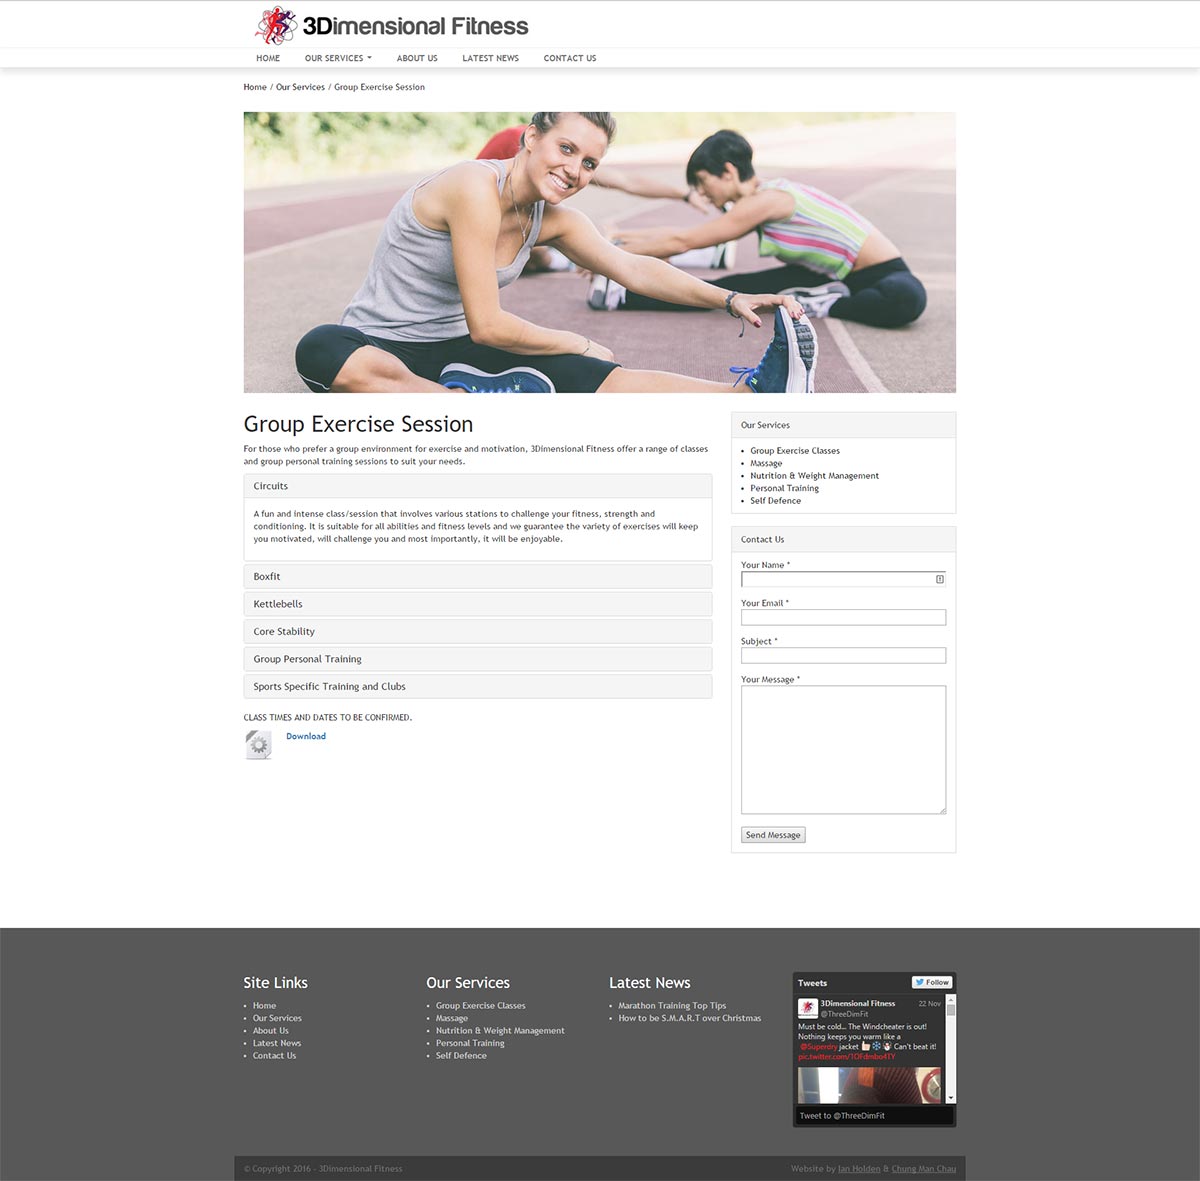 3Dimensional Fitness
HOME
OUR SERVICES
ABOUT US
LATEST NEWS
CONTACT US
Home / Our Services / Group Exercise Session
Group Exercise Session
For those who prefer a group environment for exercise and motivation, 3Dimensional Fitness offer a range of classes
and group personal training sessions to suit your needs.
Circuits
A fun and intense class/session that involves various stations to challenge your fitness, strength and
conditioning. It is suitable for all abilities and fitness levels and we guarantee the variety of exercises will keep
you motivated, will challenge you and most importantly, it will be enjoyable.
Boxfit
Kettlebells
Core Stability
Group Personal Training
Sports Specific Training and Clubs
CLASS TIMES AND DATES TO BE CONFIRMED.
Download
Our Services
Group Exercise Classes
Massage
Nutrition & Weight Management
Personal Training
Self Defence
Contact Us
Your Name *
Your Email *
Subject *
Your Message *
Send Message
Site Links
Home
Our Services
About Us
Latest News
Contact Us
Our Services
Group Exercise Classes
Massage
Nutrition & Weight Management
Personal Training
Self Defence
Latest News
Marathon Training Top Tips
How to be S.M.A.R.T over Christmas
Tweets
Follow
3Dimensional Fitness 22 Nov
@ThreeDimFit
Must be cold... The Windcheater is out!
Nothing keeps you warm like a
@Superdry jacket Can't beat it!
pic.twitter.com/1DFdmbo4TY
Tweet to @ThreeDimFit
© Copyright 2016 - 3Dimensional Fitness
Website by Ian Holden & Chung Man Chau